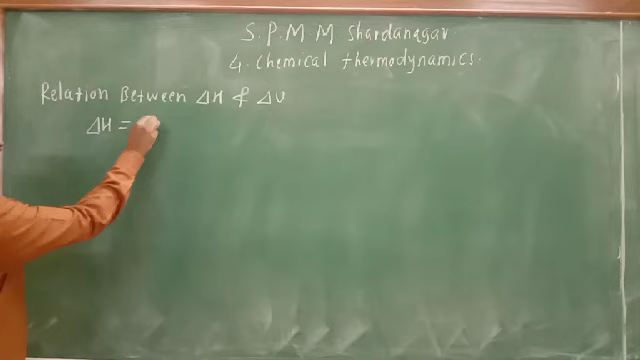 S.P.M M Shardanagar.
4. Chemical thermodynamics.
Relation Between ΔH & ΔU
ΔH =